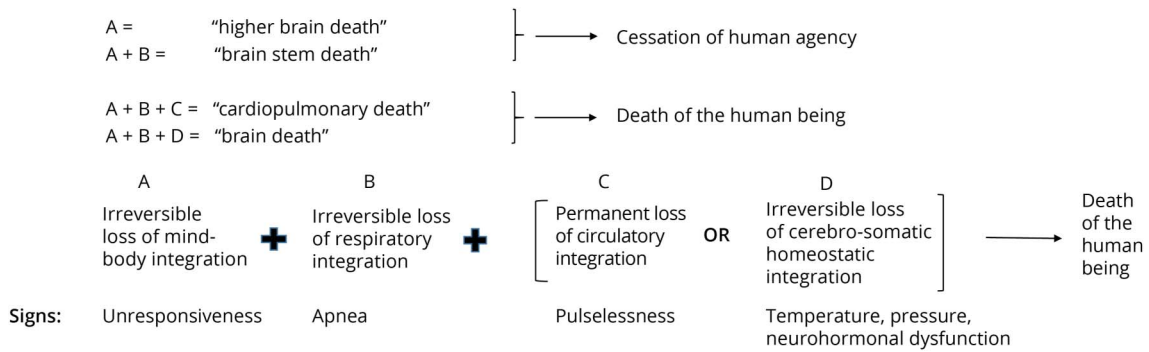 A = "higher brain death"
A + B = "brain stem death"
Cessation of human agency
A + B + C = "cardiopulmonary death"
A + B + D = "brain death"
Death of the human being
A
Irreversible
loss of mind-
body integration
B
Irreversible loss
of respiratory
integration
C
Permanent loss
of circulatory
integration
OR
D
Irreversible loss
of cerebro-somatic
homeostatic
integration
Death
of the
human
being
Signs:
Unresponsiveness
Apnea
Pulselessness
Temperature, pressure,
neurohormonal dysfunction